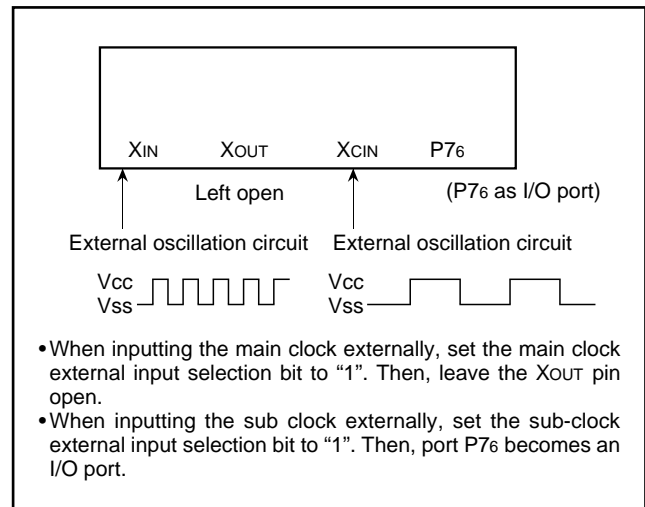 XIN XOUT XCIN P76
Left open (P76 as I/O port)
External oscillation circuit External oscillation circuit
Vcc Vcc
Vss Vss
•When inputting the main clock externally, set the main clock
external input selection bit to “1”. Then, leave the XOUT pin
open.
•When inputting the sub clock externally, set the sub-clock
external input selection bit to “1”. Then, port P76 becomes an
I/O port.